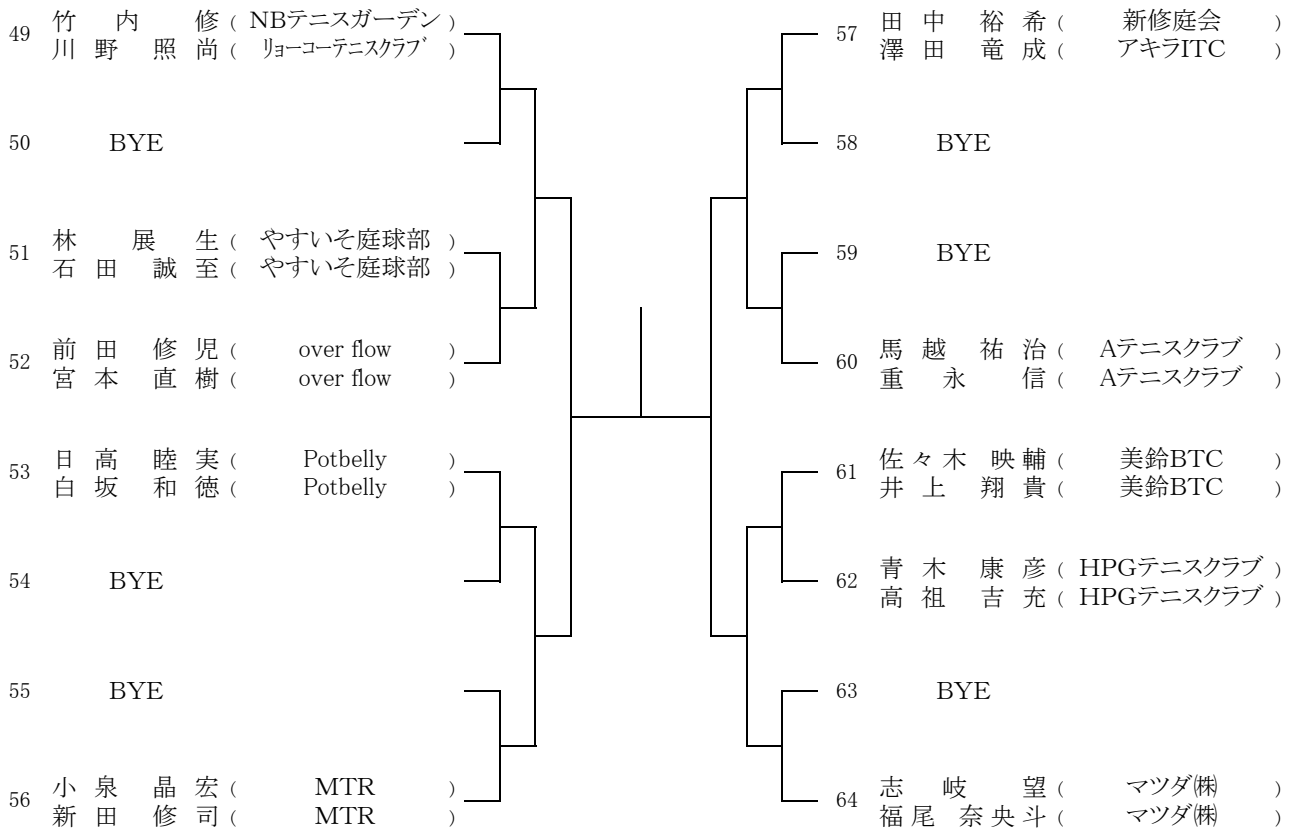 49 竹内修(NBテニスガーデン)
川野照尚(リョーコーテニスクラブ)
50 BYE
51 林展生(やすいそ庭球部)
石田誠至(やすいそ庭球部)
52 前田修児(over flow)
宮本直樹(over flow)
53 日高睦実(Potbelly)
白坂和徳(Potbelly)
54 BYE
55 BYE
56 小泉晶宏(MTR)
新田修司(MTR)
57 田中裕希(新修庭会)
澤田竜成(アキラITC)
58 BYE
59 BYE
60 馬越祐治(Aテニスクラブ)
重永信(Aテニスクラブ)
61 佐々木映輔(美鈴BTC)
井上翔貴(美鈴BTC)
62 青木康彦(HPGテニスクラブ)
高祖吉充(HPGテニスクラブ)
63 BYE
64 志岐望(マツダ㈱)
福尾奈央斗(マツダ㈱)